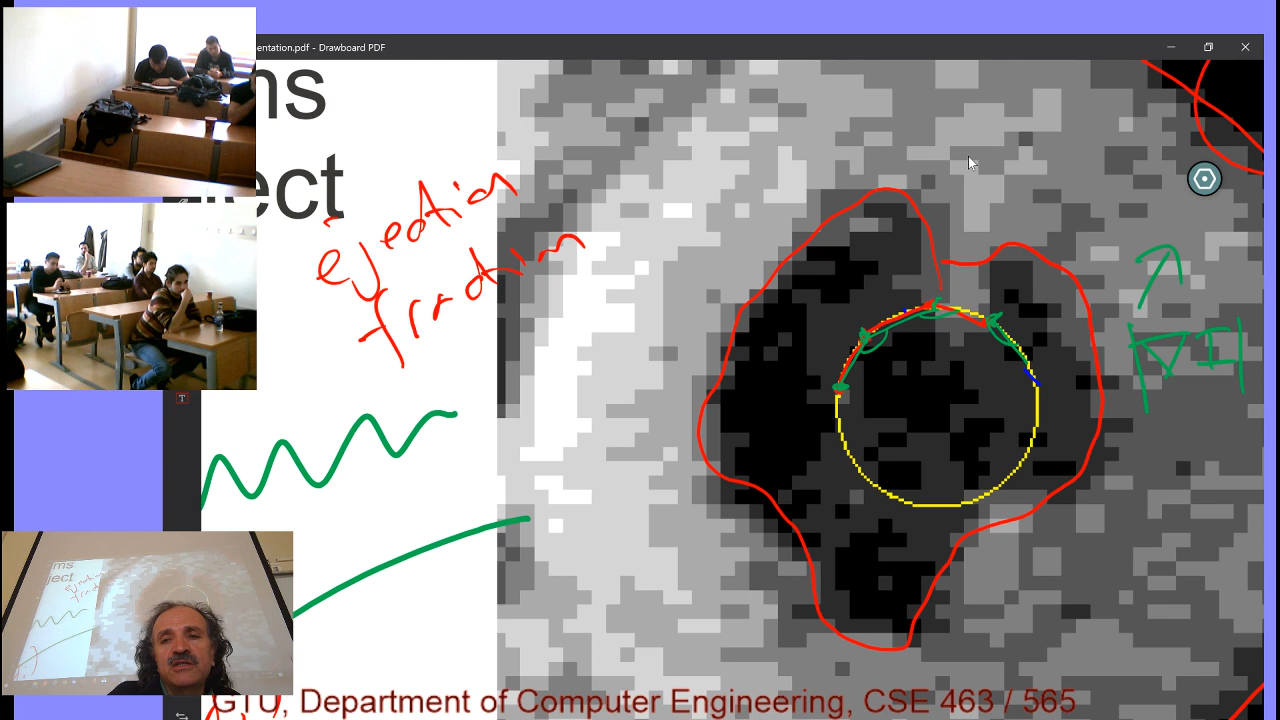 entation.pdf - Drawboard PDF
ms
ject
ejection
fraction
|∇I|
T
GTU, Department of Computer Engineering, CSE 463 / 565